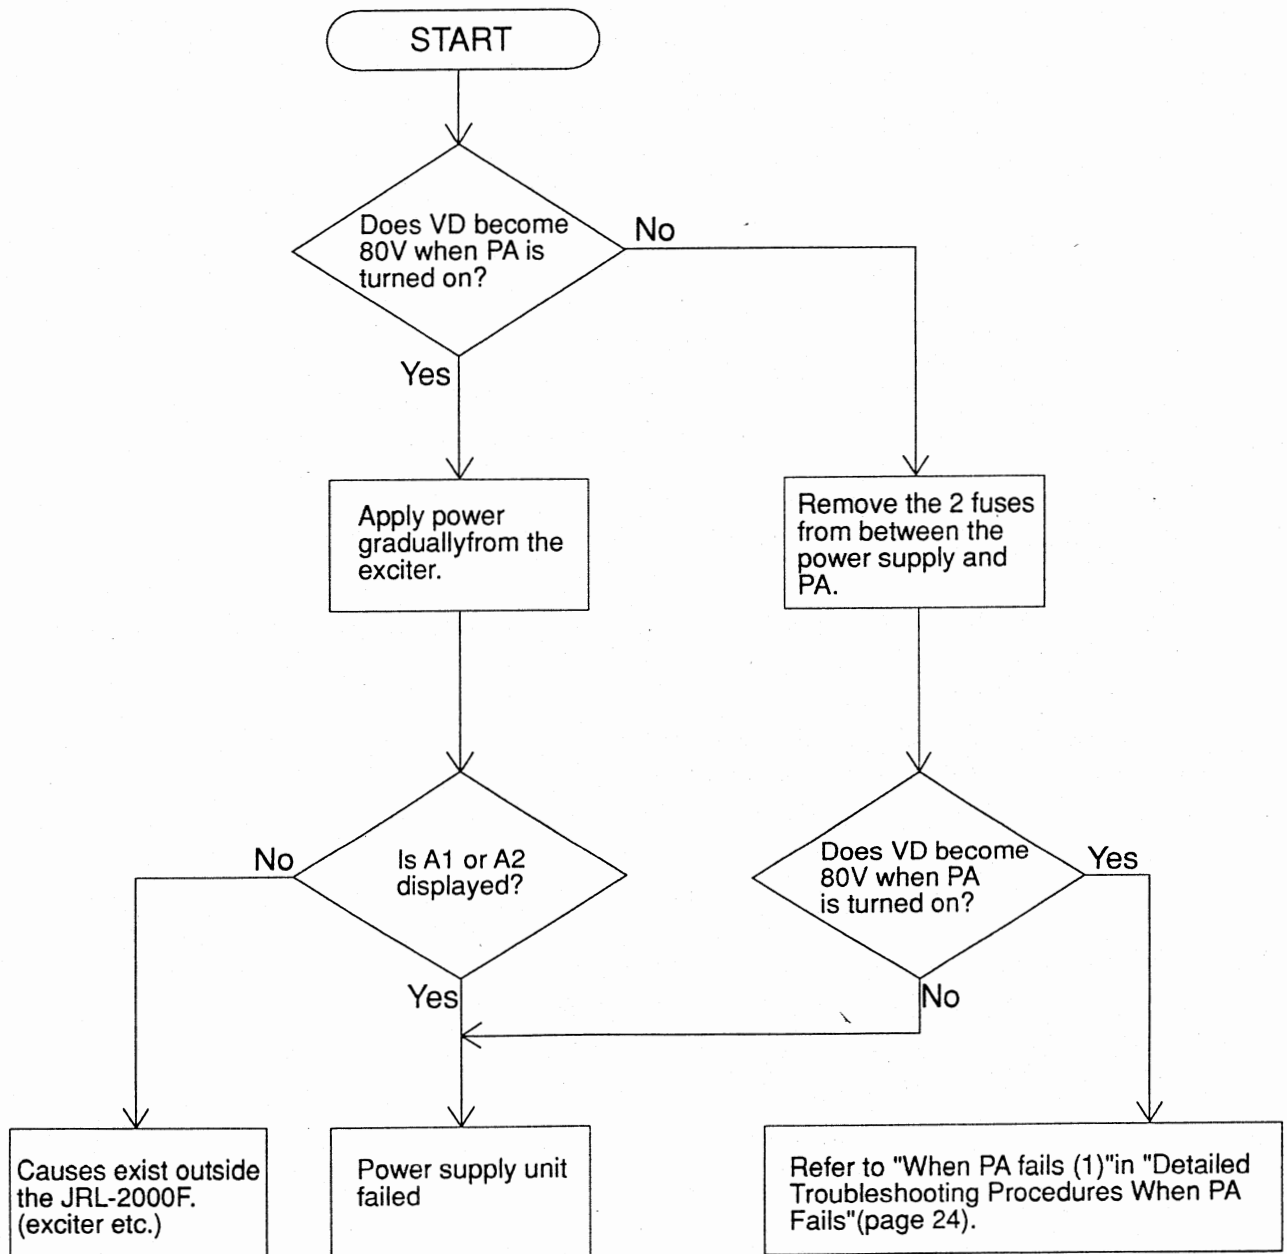 START
Does VD become
80V when PA is
turned on?
No
Yes
Apply power
graduallyfrom the
exciter.
Remove the 2 fuses
from between the
power supply and
PA.
Is A1 or A2
displayed?
No
Yes
Does VD become
80V when PA
is turned on?
Yes
No
Causes exist outside
the JRL-2000F.
(exciter etc.)
Power supply unit
failed
Refer to "When PA fails (1)"in "Detailed
Troubleshooting Procedures When PA
Fails"(page 24).